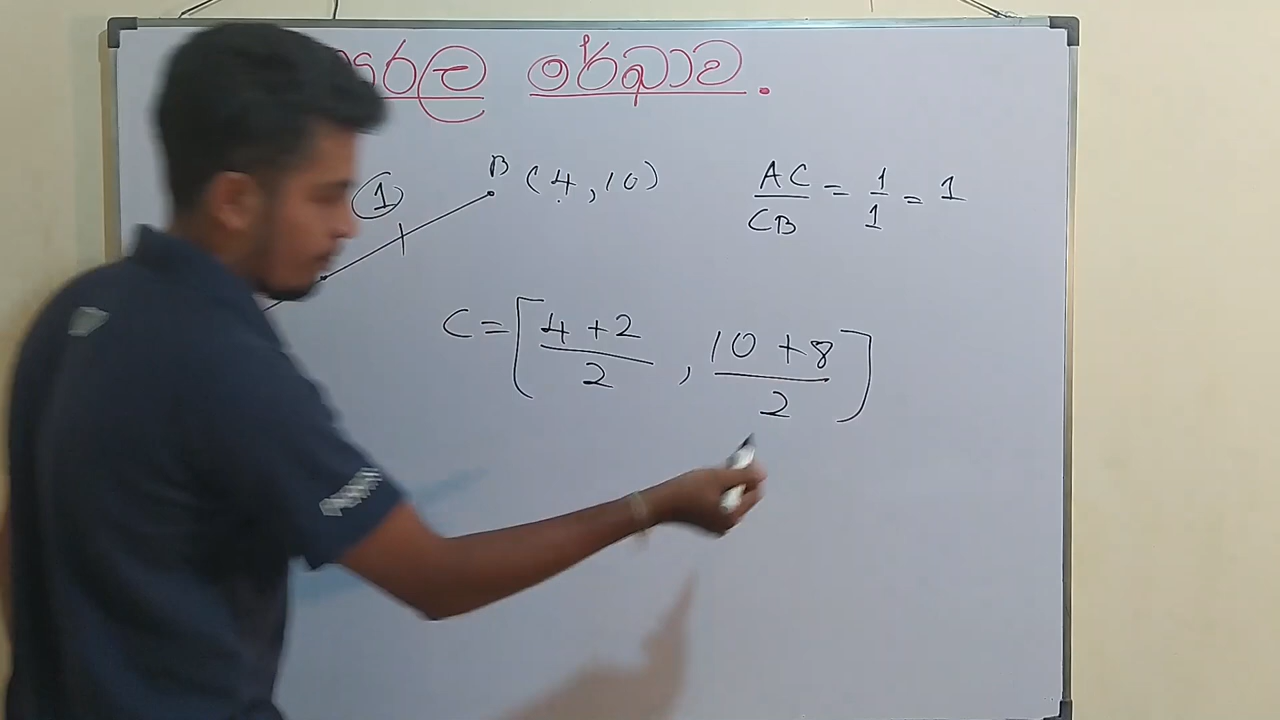 සරල රේඛාව.
①
B (4, 10)
AC/CB = 1/1 = 1
C = [(4 + 2)/2 , (10 + 8)/2]